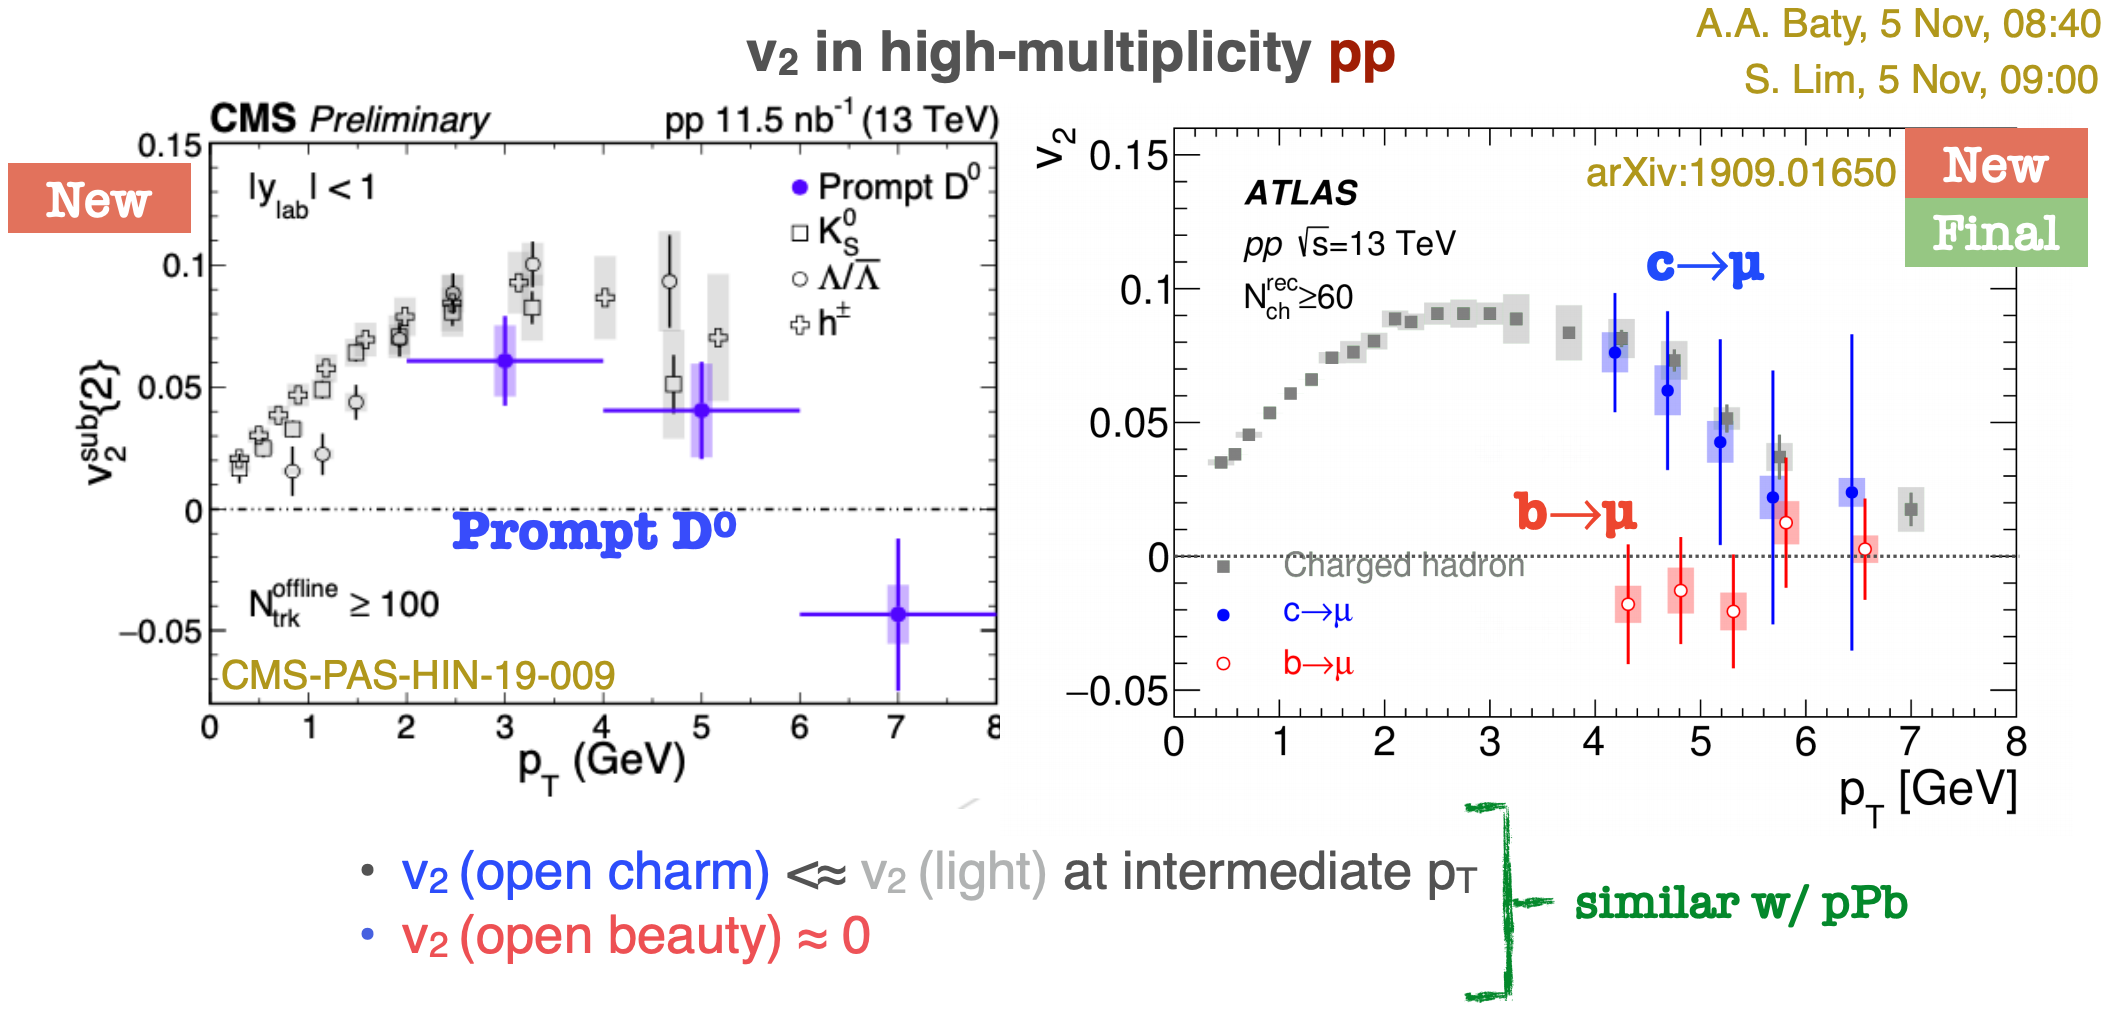 v₂ in high-multiplicity pp
A.A. Baty, 5 Nov, 08:40
S. Lim, 5 Nov, 09:00
New
CMS Preliminary
pp 11.5 nb⁻¹ (13 TeV)
|y_lab| < 1
Prompt D⁰
K⁰_S
Λ/Λ̅
h±
0.15
0.1
0.05
0
−0.05
v₂^sub{2}
Prompt D⁰
N_trk^offline ≥ 100
CMS-PAS-HIN-19-009
0 1 2 3 4 5 6 7 8
p_T (GeV)
v₂
0.15
0.1
0.05
0
−0.05
ATLAS
pp √s=13 TeV
N_ch^rec≥60
arXiv:1909.01650
New
Final
c→μ
b→μ
Charged hadron
c→μ
b→μ
0 1 2 3 4 5 6 7 8
p_T [GeV]
• v₂ (open charm) <≈ v₂ (light) at intermediate p_T
• v₂ (open beauty) ≈ 0
similar w/ pPb